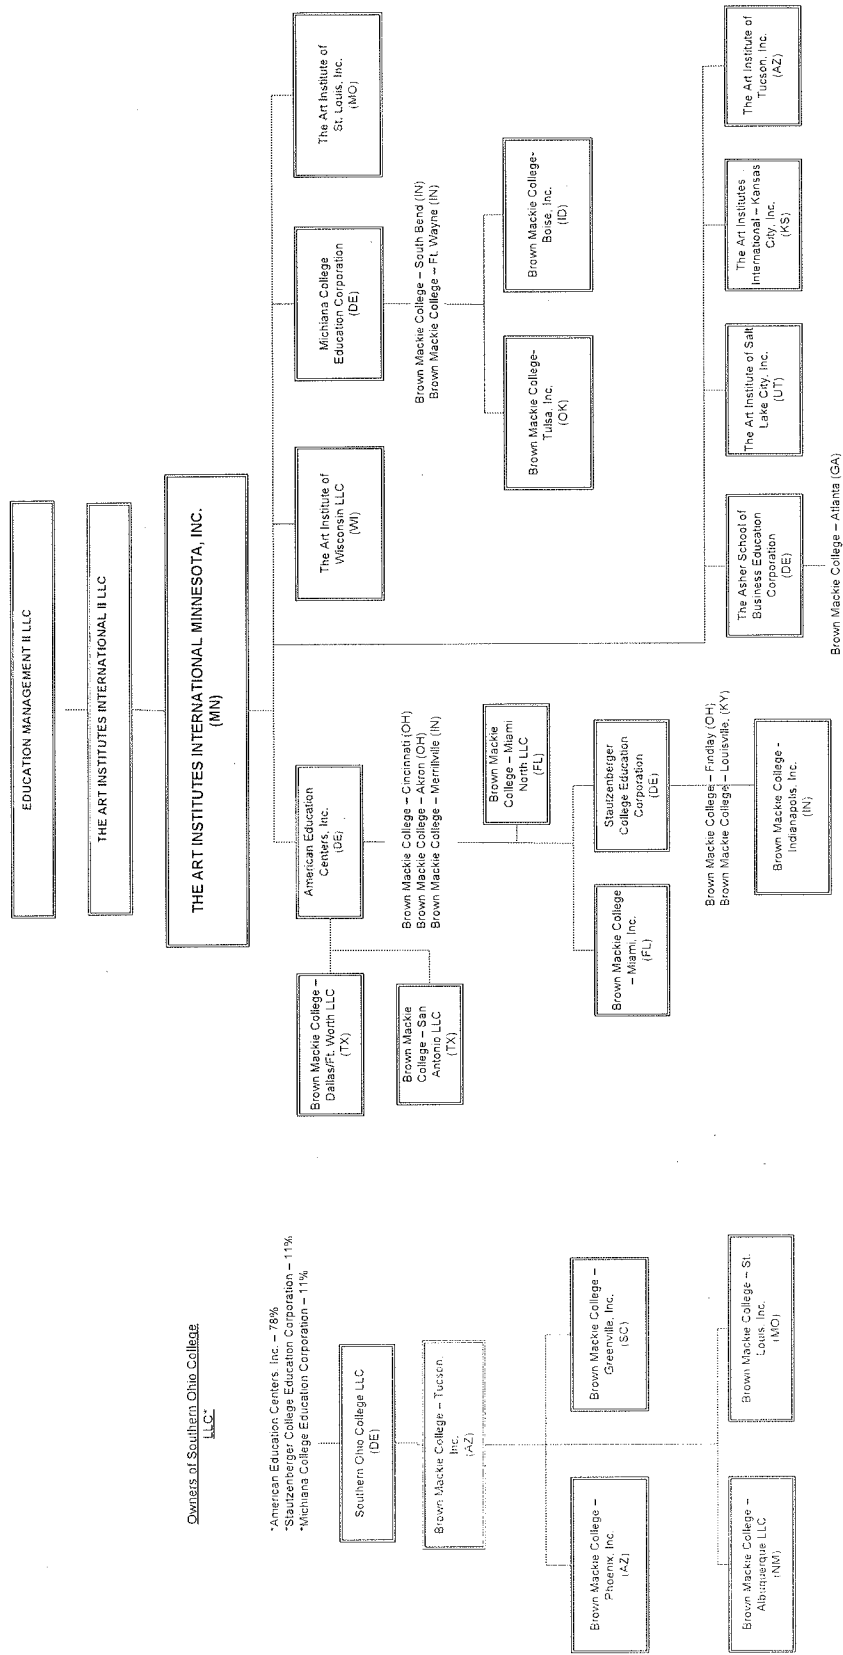 EDUCATION MANAGEMENT II LLC
THE ART INSTITUTES INTERNATIONAL II LLC
THE ART INSTITUTES INTERNATIONAL MINNESOTA, INC.
(MN)
American Education
Centers, Inc.
(DE)
The Art Institute of
Wisconsin LLC
(WI)
Michiana College
Education Corporation
(DE)
The Art Institute of
St. Louis, Inc.
(MO)
Brown Mackie College –
Dallas/Ft. Worth LLC
(TX)
Brown Mackie
College – San
Antonio LLC
(TX)
Brown Mackie College – Cincinnati (OH)
Brown Mackie College – Akron (OH)
Brown Mackie College – Merrillville (IN)
Brown Mackie College – South Bend (IN)
Brown Mackie College – Ft. Wayne (IN)
Brown Mackie
College – Miami
North LLC
(FL)
Brown Mackie College-
Tulsa, Inc.
(OK)
Brown Mackie College-
Boise, Inc.
(ID)
Brown Mackie College
– Miami, Inc.
(FL)
Stautzenberger
College Education
Corporation
(DE)
Brown Mackie College – Findlay (OH)
Brown Mackie College – Louisville, (KY)
Brown Mackie College -
Indianapolis, Inc.
(IN)
The Asher School of
Business Education
Corporation
(DE)
The Art Institute of Salt
Lake City, Inc.
(UT)
The Art Institutes
International – Kansas
City, Inc.
(KS)
The Art Institute of
Tucson, Inc.
(AZ)
Brown Mackie College – Atlanta (GA)
Owners of Southern Ohio College
LLC*
*American Education Centers, Inc. – 78%
*Stautzenberger College Education Corporation – 11%
*Michiana College Education Corporation – 11%
Southern Ohio College LLC
(DE)
Brown Mackie College – Tucson,
Inc.
(AZ)
Brown Mackie College –
Phoenix, Inc.
(AZ)
Brown Mackie College –
Greenville, Inc.
(SC)
Brown Mackie College –
Albuquerque LLC
(NM)
Brown Mackie College – St.
Louis, Inc.
(MO)